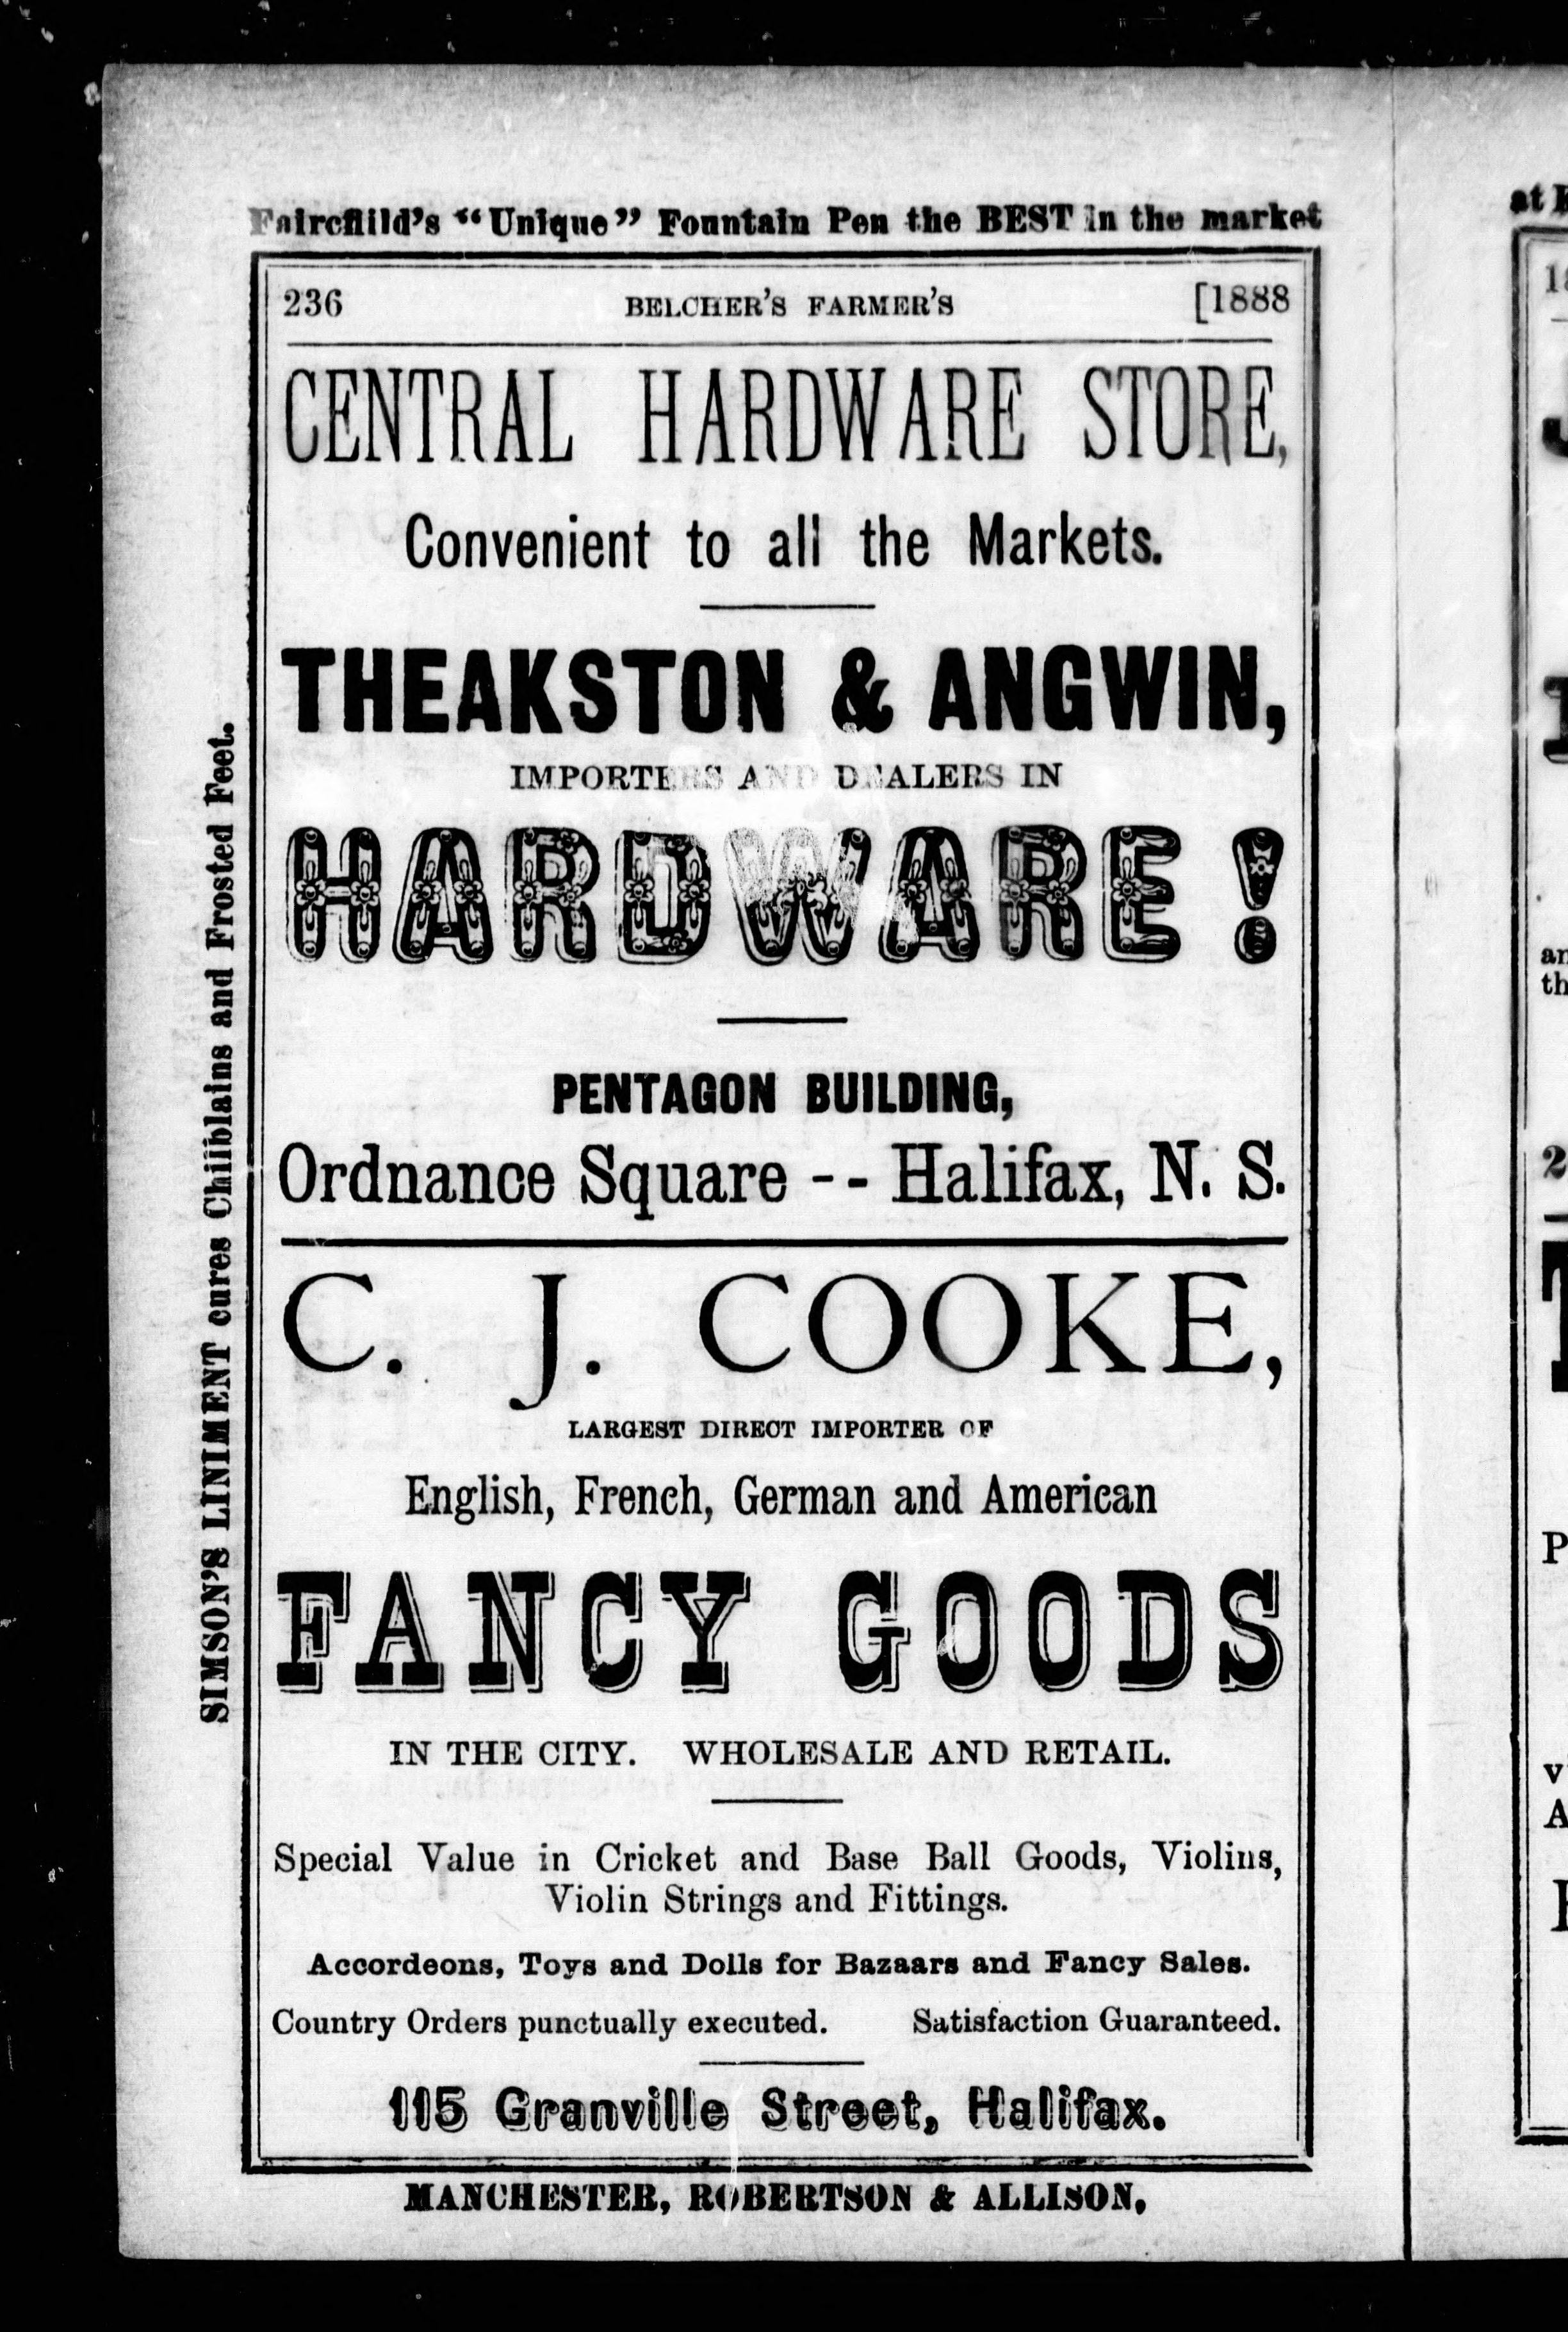 Fairchild's "Unique" Fountain Pen the BEST in the market
236 BELCHER'S FARMER'S [1888
CENTRAL HARDWARE STORE,
Convenient to all the Markets.
THEAKSTON & ANGWIN,
IMPORTERS AND DEALERS IN
HARDWARE!
PENTAGON BUILDING,
Ordnance Square -- Halifax, N. S.
C. J. COOKE,
LARGEST DIRECT IMPORTER OF
English, French, German and American
FANCY GOODS
IN THE CITY. WHOLESALE AND RETAIL.
Special Value in Cricket and Base Ball Goods, Violins,
Violin Strings and Fittings.
Accordeons, Toys and Dolls for Bazaars and Fancy Sales.
Country Orders punctually executed. Satisfaction Guaranteed.
115 Granville Street, Halifax.
MANCHESTER, ROBERTSON & ALLISON,
SIMSON'S LINIMENT cures Chilblains and Frosted Feet.